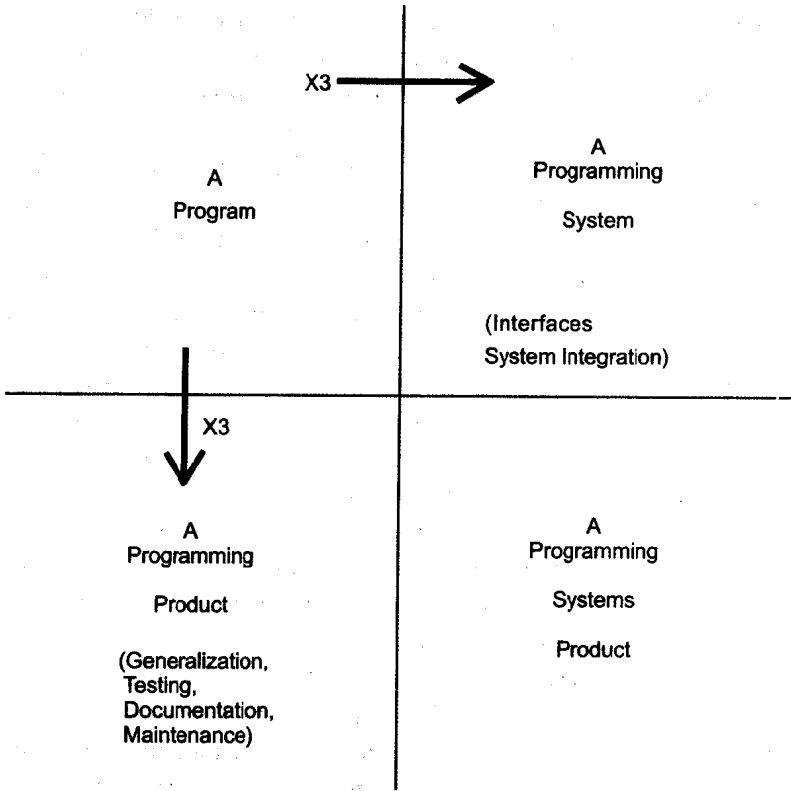 X3
A
Program
A
Programming
System
(Interfaces
System Integration)
X3
A
Programming
Product
(Generalization,
Testing,
Documentation,
Maintenance)
A
Programming
Systems
Product